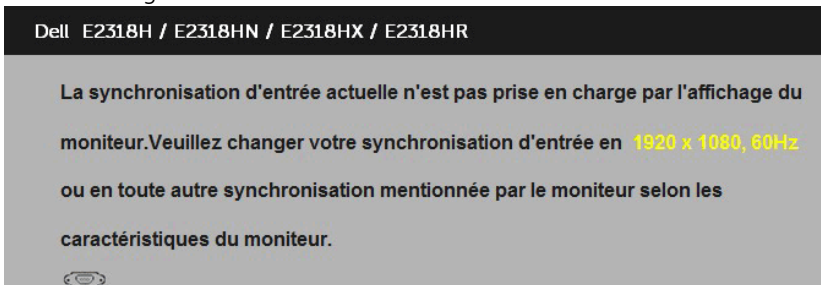 Dell E2318H / E2318HN / E2318HX / E2318HR
La synchronisation d'entrée actuelle n'est pas prise en charge par l'affichage du
moniteur.Veuillez changer votre synchronisation d'entrée en 1920 x 1080, 60Hz
ou en toute autre synchronisation mentionnée par le moniteur selon les
caractéristiques du moniteur.